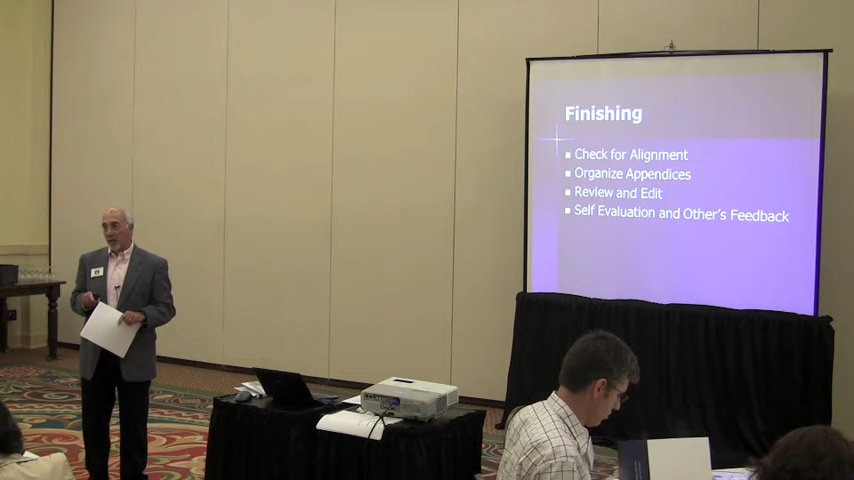 Finishing
Check for Alignment
Organize Appendices
Review and Edit
Self Evaluation and Other's Feedback